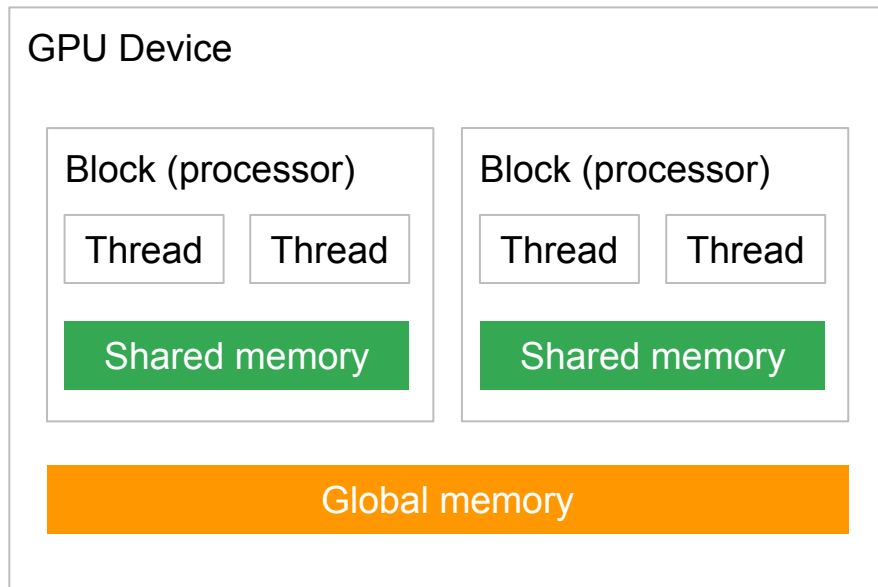 GPU Device
Block (processor)
Thread
Thread
Shared memory
Block (processor)
Thread
Thread
Shared memory
Global memory